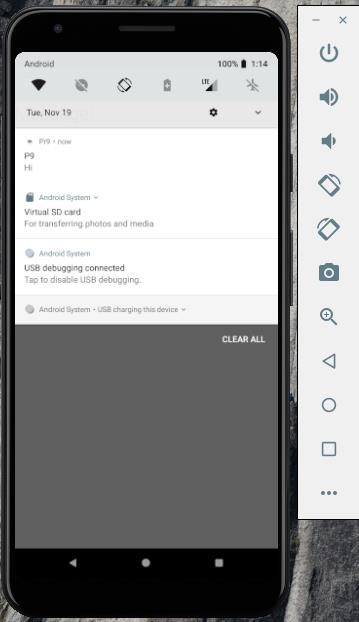 Android 100% 1:14
LTE
Tue, Nov 19
Pr9 • now
P9
Hi
Android System
Virtual SD card
For transferring photos and media
Android System
USB debugging connected
Tap to disable USB debugging.
Android System • USB charging this device
CLEAR ALL